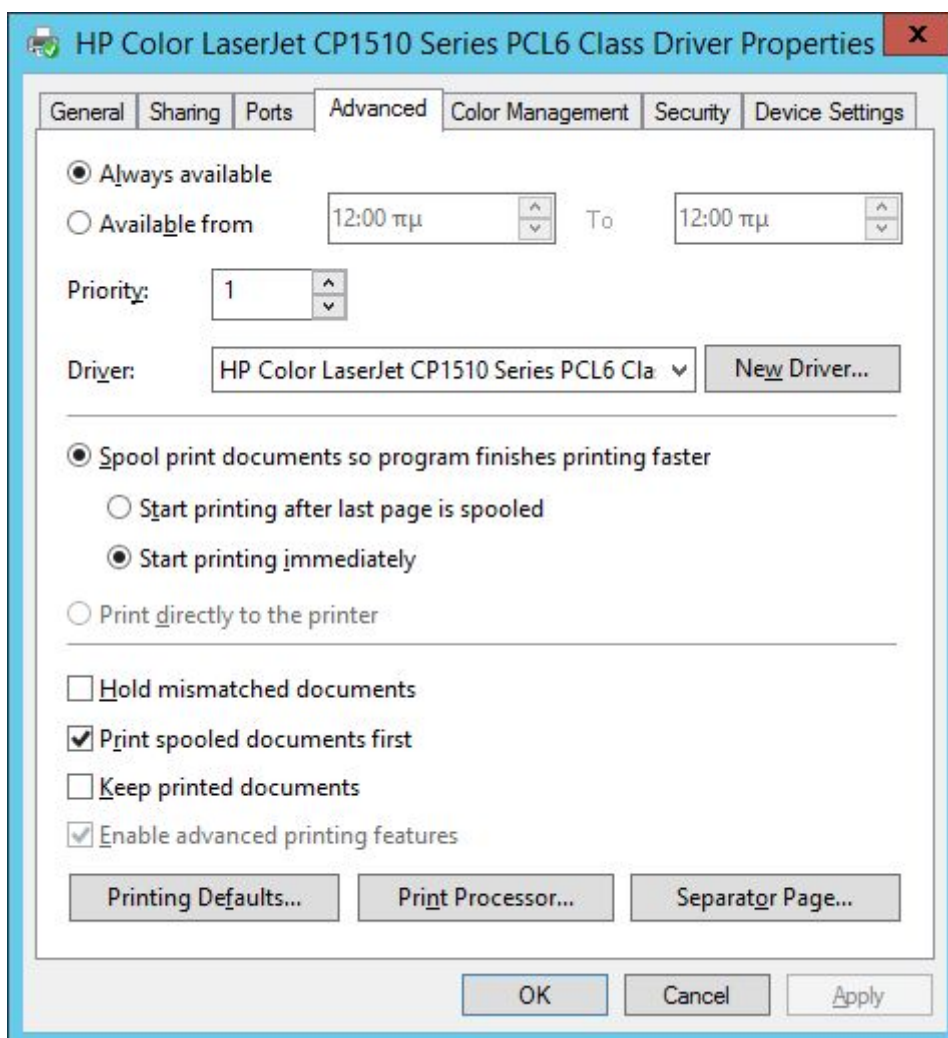 HP Color LaserJet CP1510 Series PCL6 Class Driver Properties x
General Sharing Ports Advanced Color Management Security Device Settings
Always available
Available from 12:00 πμ To 12:00 πμ
Priority: 1
Driver: HP Color LaserJet CP1510 Series PCL6 Cla New Driver...
Spool print documents so program finishes printing faster
Start printing after last page is spooled
Start printing immediately
Print directly to the printer
Hold mismatched documents
Print spooled documents first
Keep printed documents
Enable advanced printing features
Printing Defaults... Print Processor... Separator Page...
OK Cancel Apply